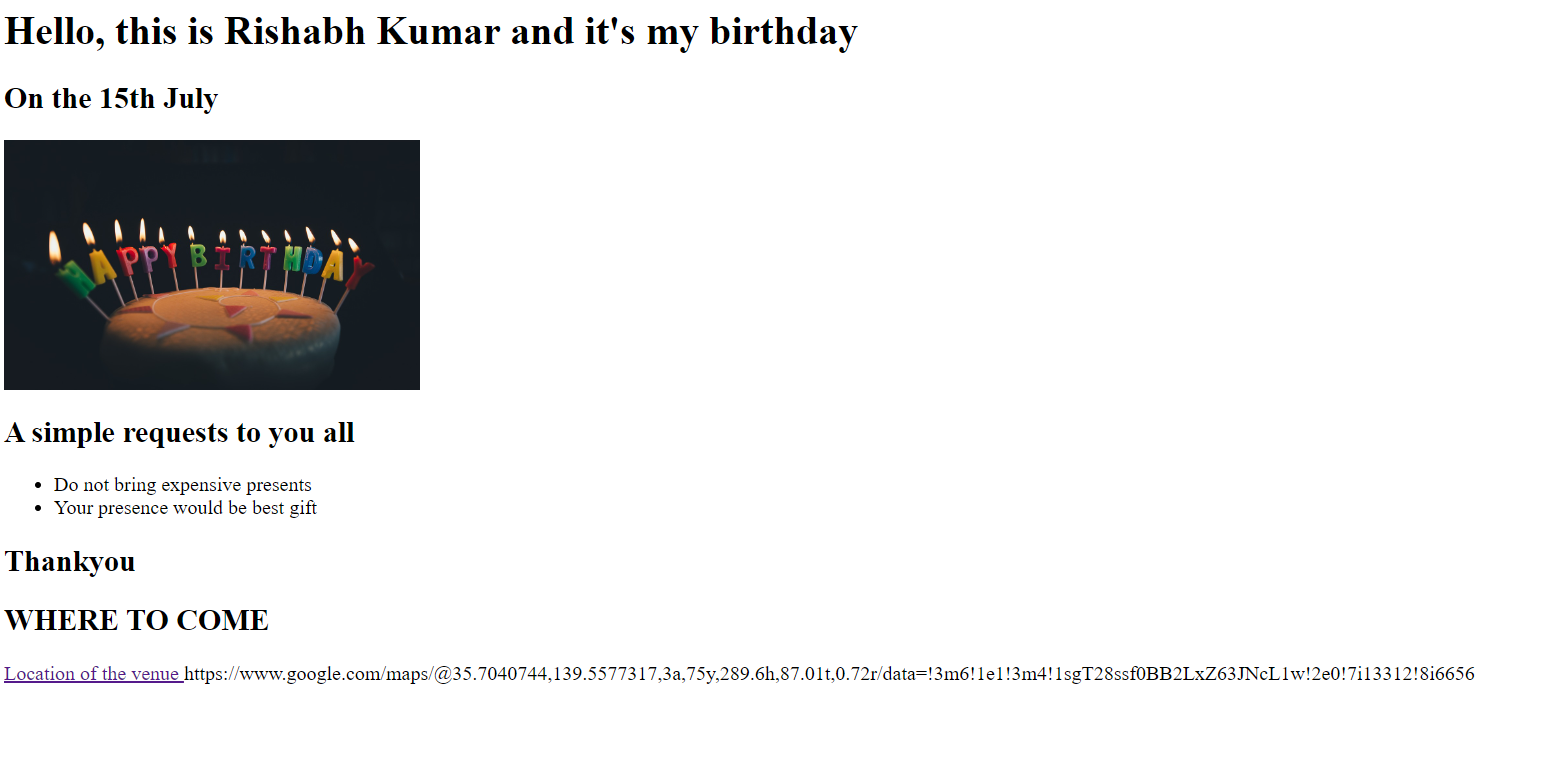 Hello, this is Rishabh Kumar and it's my birthday
On the 15th July
HAPPY BIRTHDAY
A simple requests to you all
Do not bring expensive presents
Your presence would be best gift
Thankyou
WHERE TO COME
Location of the venue https://www.google.com/maps/@35.7040744,139.5577317,3a,75y,289.6h,87.01t,0.72r/data=!3m6!1e1!3m4!1sgT28ssf0BB2LxZ63JNcL1w!2e0!7i13312!8i6656